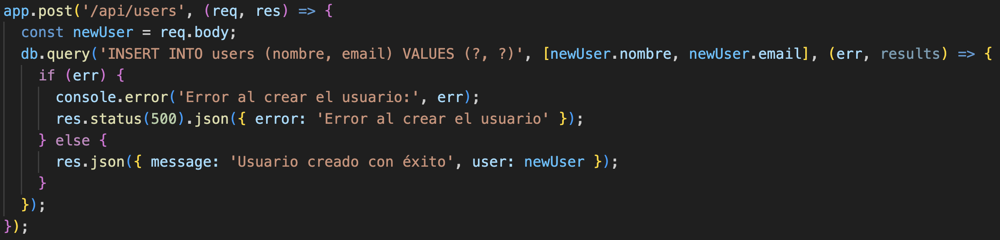 app.post('/api/users', (req, res) => {
  const newUser = req.body;
  db.query('INSERT INTO users (nombre, email) VALUES (?, ?)', [newUser.nombre, newUser.email], (err, results) => {
    if (err) {
      console.error('Error al crear el usuario:', err);
      res.status(500).json({ error: 'Error al crear el usuario' });
    } else {
      res.json({ message: 'Usuario creado con éxito', user: newUser });
    }
  });
});